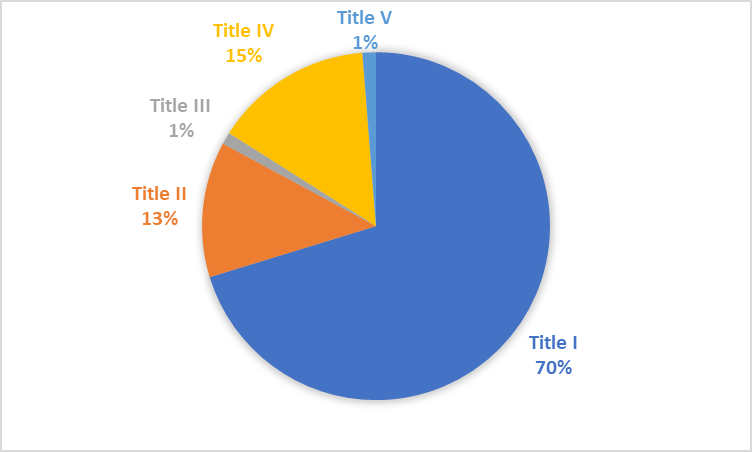 Title V
1%
Title IV
15%
Title III
1%
Title II
13%
Title I
70%